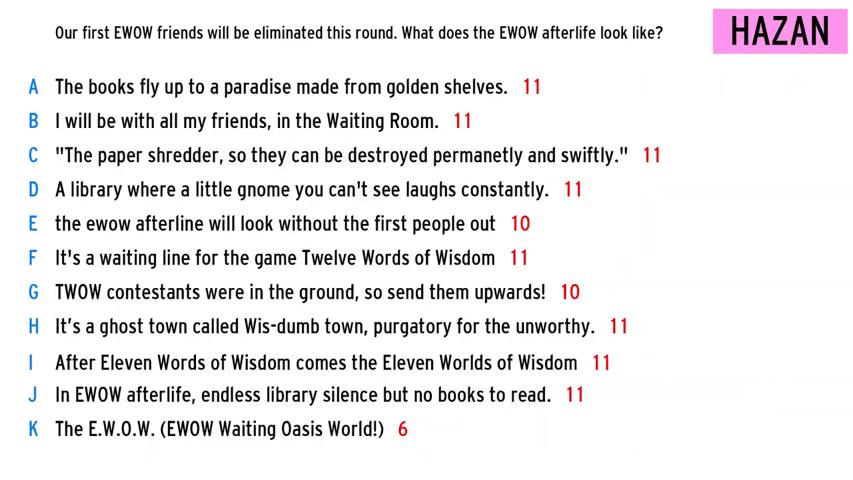 Our first EWOW friends will be eliminated this round. What does the EWOW afterlife look like?
HAZAN
A The books fly up to a paradise made from golden shelves. 11
B I will be with all my friends, in the Waiting Room. 11
C "The paper shredder, so they can be destroyed permanetly and swiftly." 11
D A library where a little gnome you can't see laughs constantly. 11
E the ewow afterline will look without the first people out 10
F It's a waiting line for the game Twelve Words of Wisdom 11
G TWOW contestants were in the ground, so send them upwards! 10
H It’s a ghost town called Wis-dumb town, purgatory for the unworthy. 11
I After Eleven Words of Wisdom comes the Eleven Worlds of Wisdom 11
J In EWOW afterlife, endless library silence but no books to read. 11
K The E.W.O.W. (EWOW Waiting Oasis World!) 6